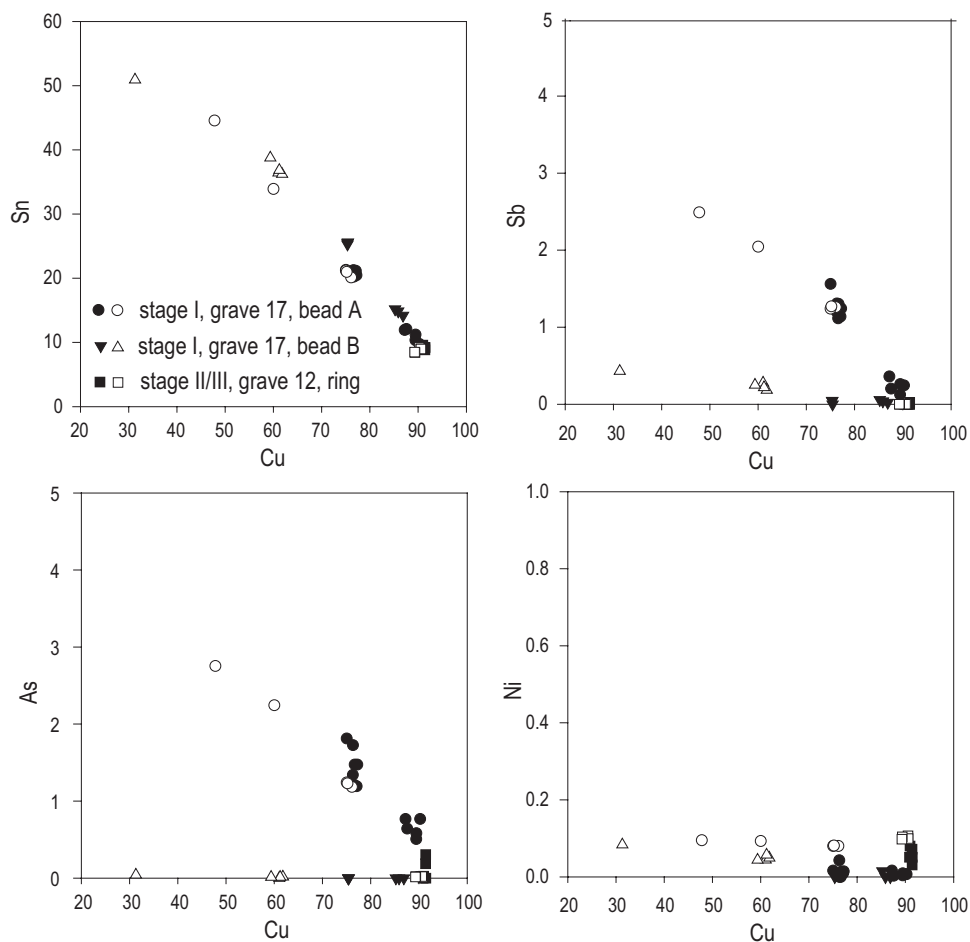 60
50
40
30
20
10
0
Sn
20 30 40 50 60 70 80 90 100
Cu
stage I, grave 17, bead A
stage I, grave 17, bead B
stage II/III, grave 12, ring
5
4
3
2
1
0
Sb
20 30 40 50 60 70 80 90 100
Cu
5
4
3
2
1
0
As
20 30 40 50 60 70 80 90 100
Cu
1.0
0.8
0.6
0.4
0.2
0.0
Ni
20 30 40 50 60 70 80 90 100
Cu